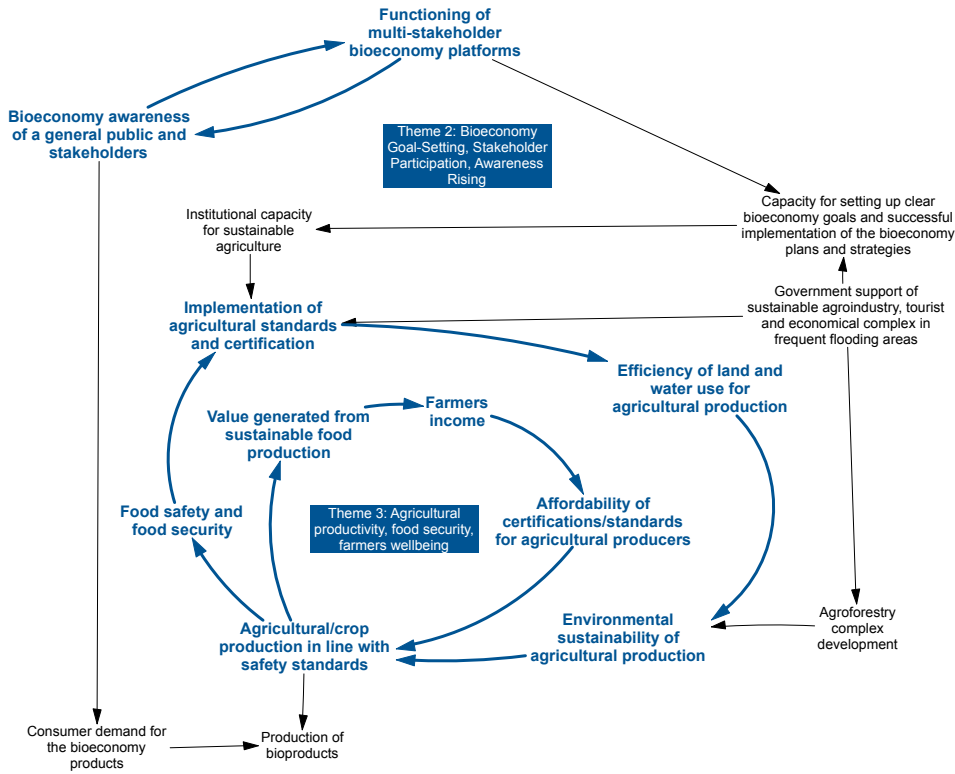 Functioning of
multi-stakeholder
bioeconomy platforms
Bioeconomy awareness
of a general public and
stakeholders
Theme 2: Bioeconomy
Goal-Setting, Stakeholder
Participation, Awareness
Rising
Capacity for setting up clear
bioeconomy goals and successful
implementation of the bioeconomy
plans and strategies
Institutional capacity
for sustainable
agriculture
Government support of
sustainable agroindustry, tourist
and economical complex in
frequent flooding areas
Implementation of
agricultural standards
and certification
Efficiency of land and
water use for
agricultural production
Value generated from
sustainable food
production
Farmers
income
Food safety and
food security
Theme 3: Agricultural
productivity, food security,
farmers wellbeing
Affordability of
certifications/standards
for agricultural producers
Agricultural/crop
production in line with
safety standards
Environmental
sustainability of
agricultural production
Agroforestry
complex
development
Consumer demand for
the bioeconomy
products
Production of
bioproducts